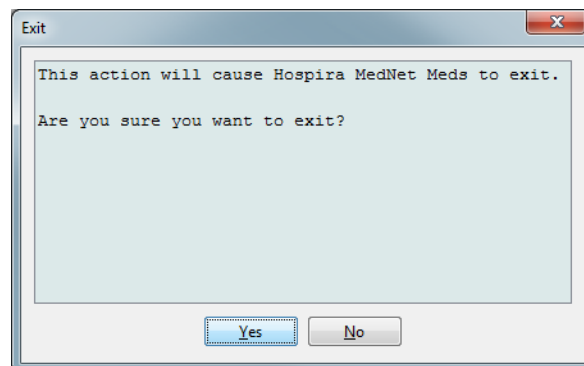 Exit
This action will cause Hospira MedNet Meds to exit.
Are you sure you want to exit?
Yes No